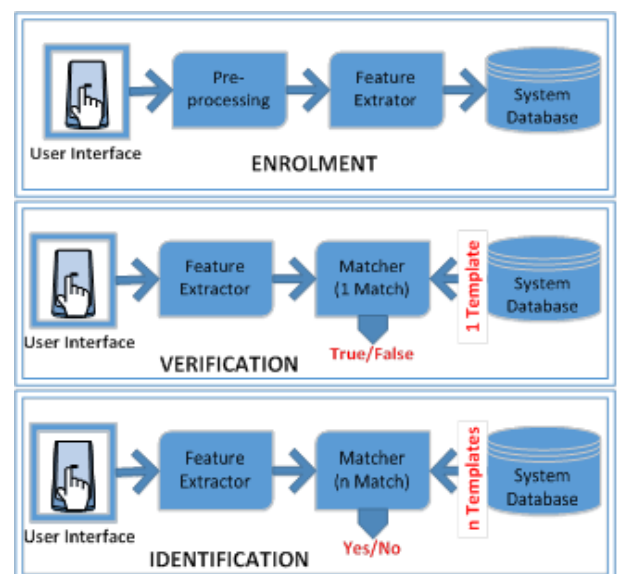 Pre-
processing
Feature
Extrator
System
Database
User Interface
ENROLMENT
Feature
Extractor
Matcher
(1 Match)
1 Template
System
Database
User Interface
True/False
VERIFICATION
Feature
Extractor
Matcher
(n Match)
n Templates
System
Database
User Interface
Yes/No
IDENTIFICATION